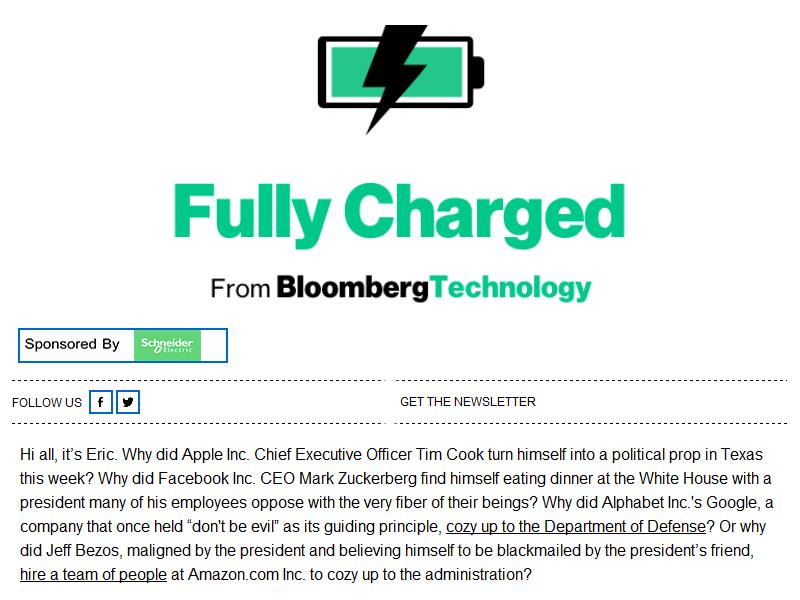 Fully Charged
From BloombergTechnology
Sponsored By Schneider Electric
FOLLOW US f
GET THE NEWSLETTER
Hi all, it’s Eric. Why did Apple Inc. Chief Executive Officer Tim Cook turn himself into a political prop in Texas
this week? Why did Facebook Inc. CEO Mark Zuckerberg find himself eating dinner at the White House with a
president many of his employees oppose with the very fiber of their beings? Why did Alphabet Inc.'s Google, a
company that once held “don't be evil” as its guiding principle, cozy up to the Department of Defense? Or why
did Jeff Bezos, maligned by the president and believing himself to be blackmailed by the president’s friend,
hire a team of people at Amazon.com Inc. to cozy up to the administration?